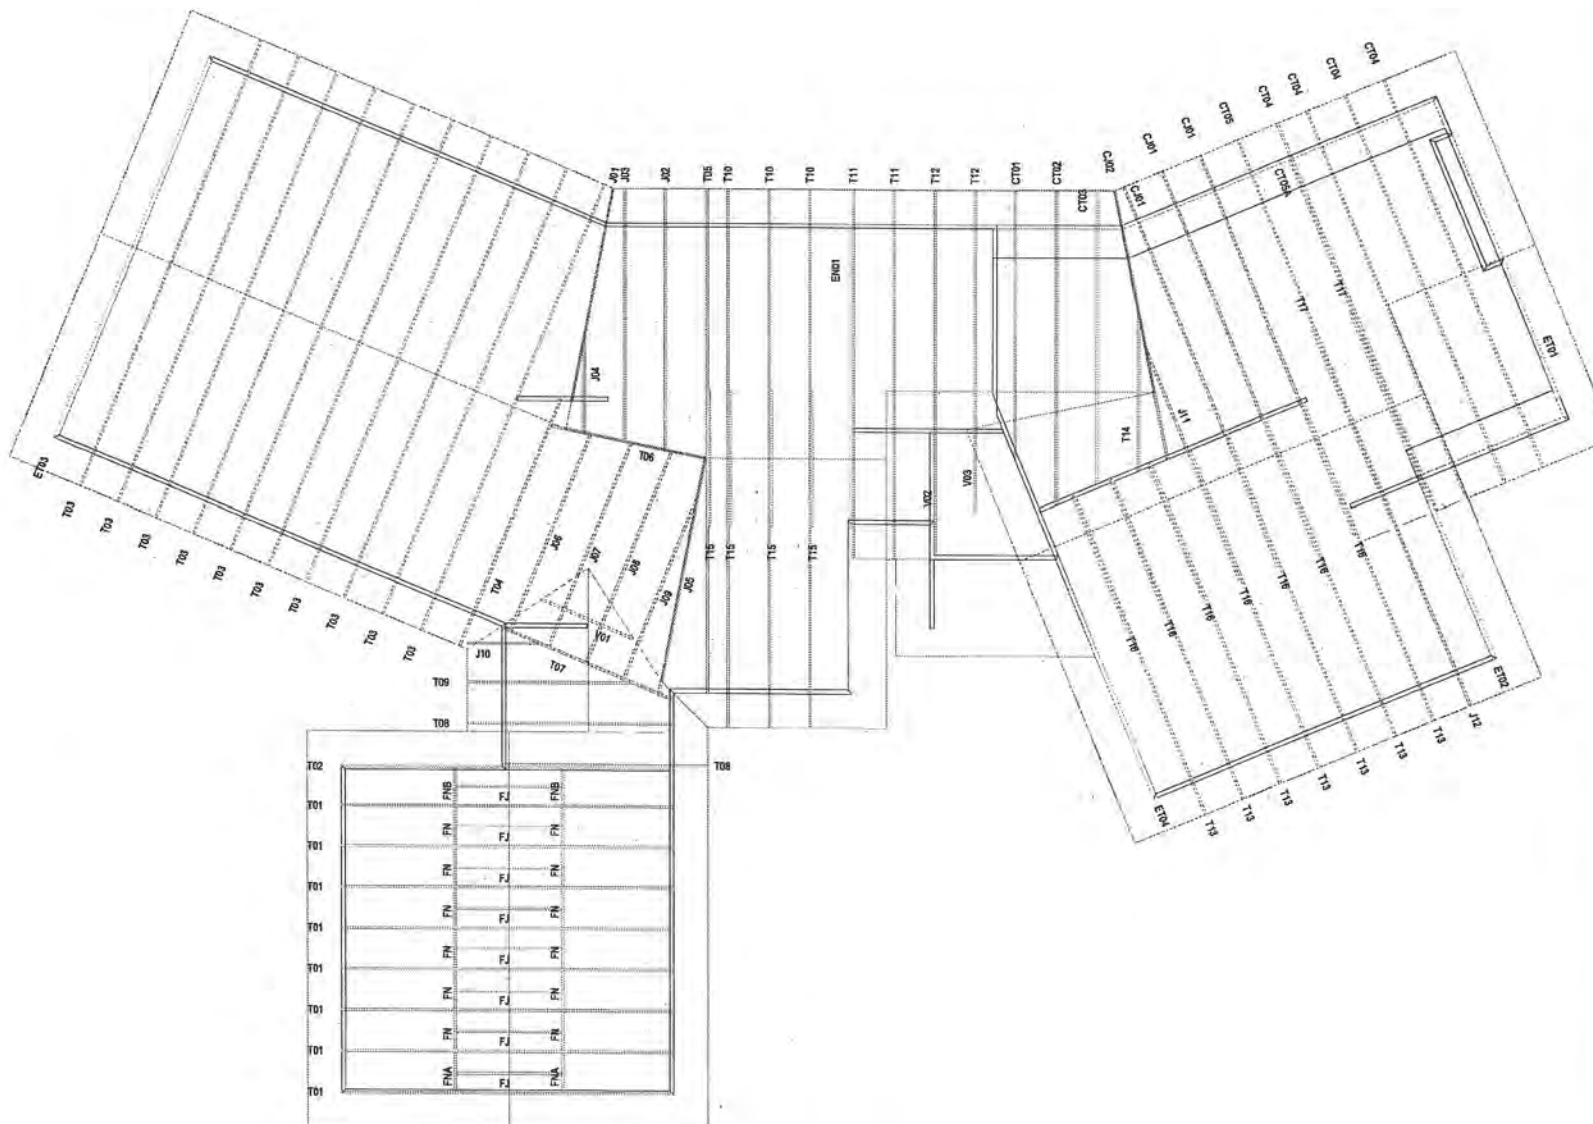 CT04
CT04
CT04
CT04
CT05
CJ01
CJ01
CJ02
CJ01
CT05A
J01
J03
J02
T05
T10
T10
T10
T11
T11
T12
T12
CT01
CT02
CT03
END1
T17
T17
ET01
J04
T06
T14
J11
V02
V03
ET03
T03
T03
T03
T03
T03
T03
T03
T03
T03
T03
T04
J06
J07
J08
J09
J05
V01
J10
T07
T15
T15
T15
T15
T16
T16
T16
T16
T16
T16
T16
ET02
J12
T13
T13
T13
T13
T13
T13
T13
ET04
T09
T08
T02
T08
T01
FNB
FJ
FNB
T01
FN
FJ
FN
T01
FN
FJ
FN
T01
FN
FJ
FN
T01
FN
FJ
FN
T01
FN
FJ
FN
T01
FN
FJ
FN
T01
FNA
FJ
FNA